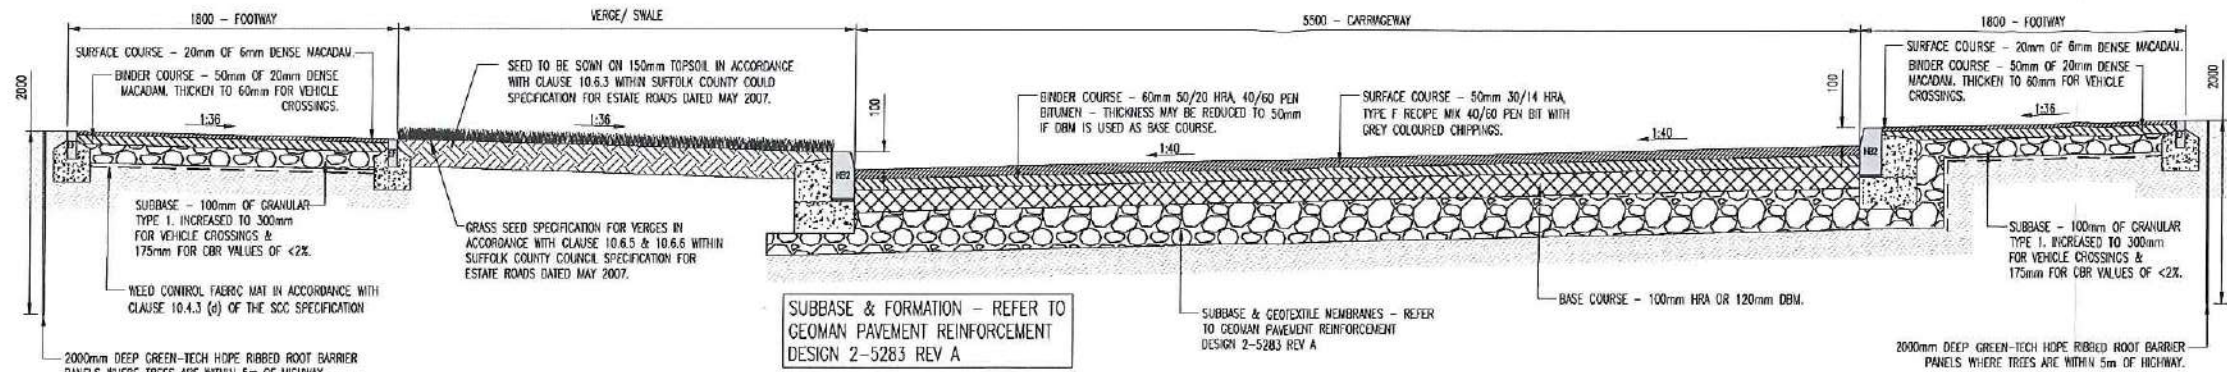 1800 - FOOTWAY
VERGE/ SWALE
5500 - CARRIAGEWAY
1800 - FOOTWAY
SURFACE COURSE - 20mm OF 6mm DENSE MACADAM.
BINDER COURSE - 50mm OF 20mm DENSE
MACADAM. THICKEN TO 60mm FOR VEHICLE
CROSSINGS.
2000
1:36
SEED TO BE SOWN ON 150mm TOPSOIL IN ACCORDANCE
WITH CLAUSE 10.6.3 WITHIN SUFFOLK COUNTY COULD
SPECIFICATION FOR ESTATE ROADS DATED MAY 2007.
1:36
100
BINDER COURSE - 60mm 50/20 HRA, 40/60 PEN
BITUMEN - THICKNESS MAY BE REDUCED TO 50mm
IF DBM IS USED AS BASE COURSE.
1:40
SURFACE COURSE - 50mm 30/14 HRA,
TYPE F RECIPE MIX 40/60 PEN BIT WITH
GREY COLOURED CHIPPINGS.
1:40
100
SURFACE COURSE - 20mm OF 6mm DENSE MACADAM.
BINDER COURSE - 50mm OF 20mm DENSE
MACADAM. THICKEN TO 60mm FOR VEHICLE
CROSSINGS.
1:36
2000
HB2
HB2
SUBBASE - 100mm OF GRANULAR
TYPE 1. INCREASED TO 300mm
FOR VEHICLE CROSSINGS &
175mm FOR CBR VALUES OF <2%.
WEED CONTROL FABRIC MAT IN ACCORDANCE WITH
CLAUSE 10.4.3 (d) OF THE SCC SPECIFICATION
2000mm DEEP GREEN-TECH HDPE RIBBED ROOT BARRIER
PANELS WHERE TREES ARE WITHIN 5m OF HIGHWAY.
GRASS SEED SPECIFICATION FOR VERGES IN
ACCORDANCE WITH CLAUSE 10.6.5 & 10.6.6 WITHIN
SUFFOLK COUNTY COUNCIL SPECIFICATION FOR
ESTATE ROADS DATED MAY 2007.
SUBBASE & FORMATION - REFER TO
GEOMAN PAVEMENT REINFORCEMENT
DESIGN 2-5283 REV A
SUBBASE & GEOTEXTILE MEMBRANES - REFER
TO GEOMAN PAVEMENT REINFORCEMENT
DESIGN 2-5283 REV A
BASE COURSE - 100mm HRA OR 120mm DBM.
SUBBASE - 100mm OF GRANULAR
TYPE 1. INCREASED TO 300mm
FOR VEHICLE CROSSINGS &
175mm FOR CBR VALUES OF <2%.
2000mm DEEP GREEN-TECH HDPE RIBBED ROOT BARRIER
PANELS WHERE TREES ARE WITHIN 5m OF HIGHWAY.